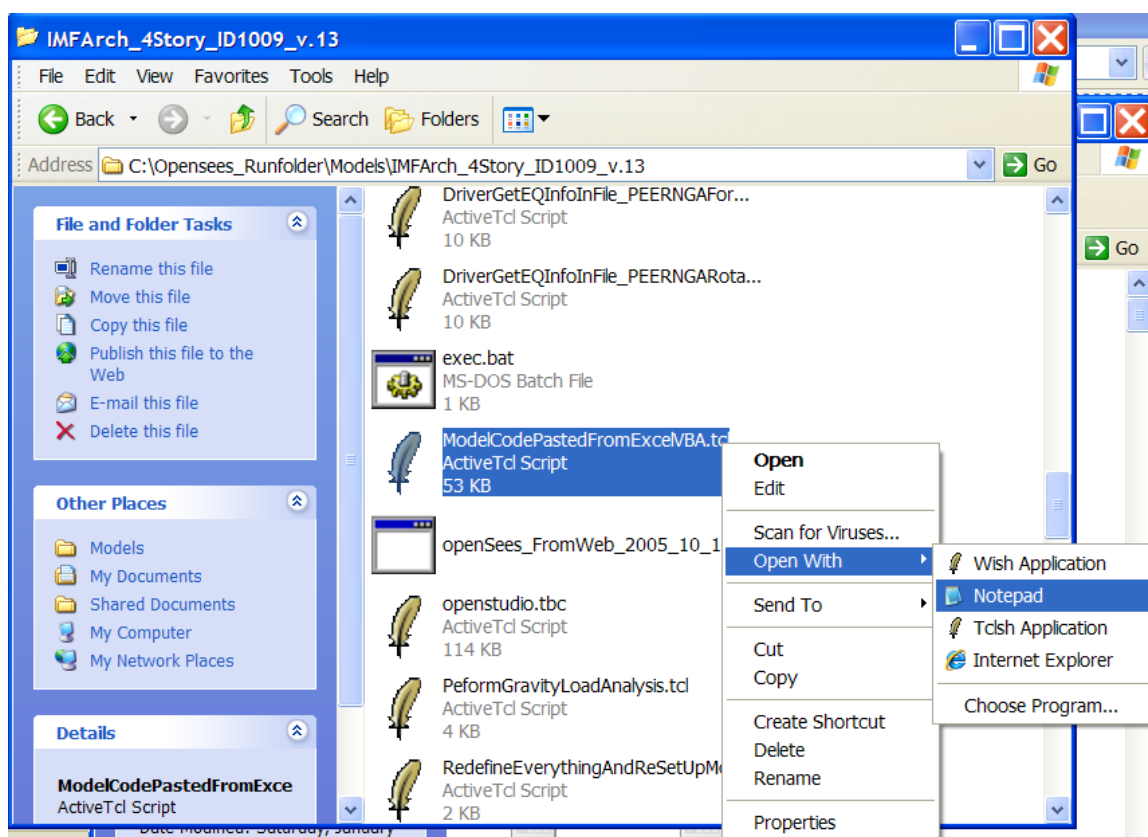 IMFArch_4Story_ID1009_v.13
File Edit View Favorites Tools Help
Back Search Folders
Address C:\Opensees_Runfolder\Models\IMFArch_4Story_ID1009_v.13 Go
Go
File and Folder Tasks
Rename this file
Move this file
Copy this file
Publish this file to the
Web
E-mail this file
Delete this file
Other Places
Models
My Documents
Shared Documents
My Computer
My Network Places
Details
ModelCodePastedFromExce
ActiveTcl Script
Date Modified: Saturday, January
DriverGetEQInfoInFile_PEERNGAFor...
ActiveTcl Script
10 KB
DriverGetEQInfoInFile_PEERNGARota...
ActiveTcl Script
10 KB
exec.bat
MS-DOS Batch File
1 KB
ModelCodePastedFromExcelVBA.tcl
ActiveTcl Script
53 KB
openSees_FromWeb_2005_10_1
openstudio.tbc
ActiveTcl Script
114 KB
PeformGravityLoadAnalysis.tcl
ActiveTcl Script
4 KB
RedefineEverythingAndReSetUpMo
ActiveTcl Script
2 KB
Open
Edit
Scan for Viruses...
Open With
Send To
Cut
Copy
Create Shortcut
Delete
Rename
Properties
Wish Application
Notepad
Tclsh Application
Internet Explorer
Choose Program...